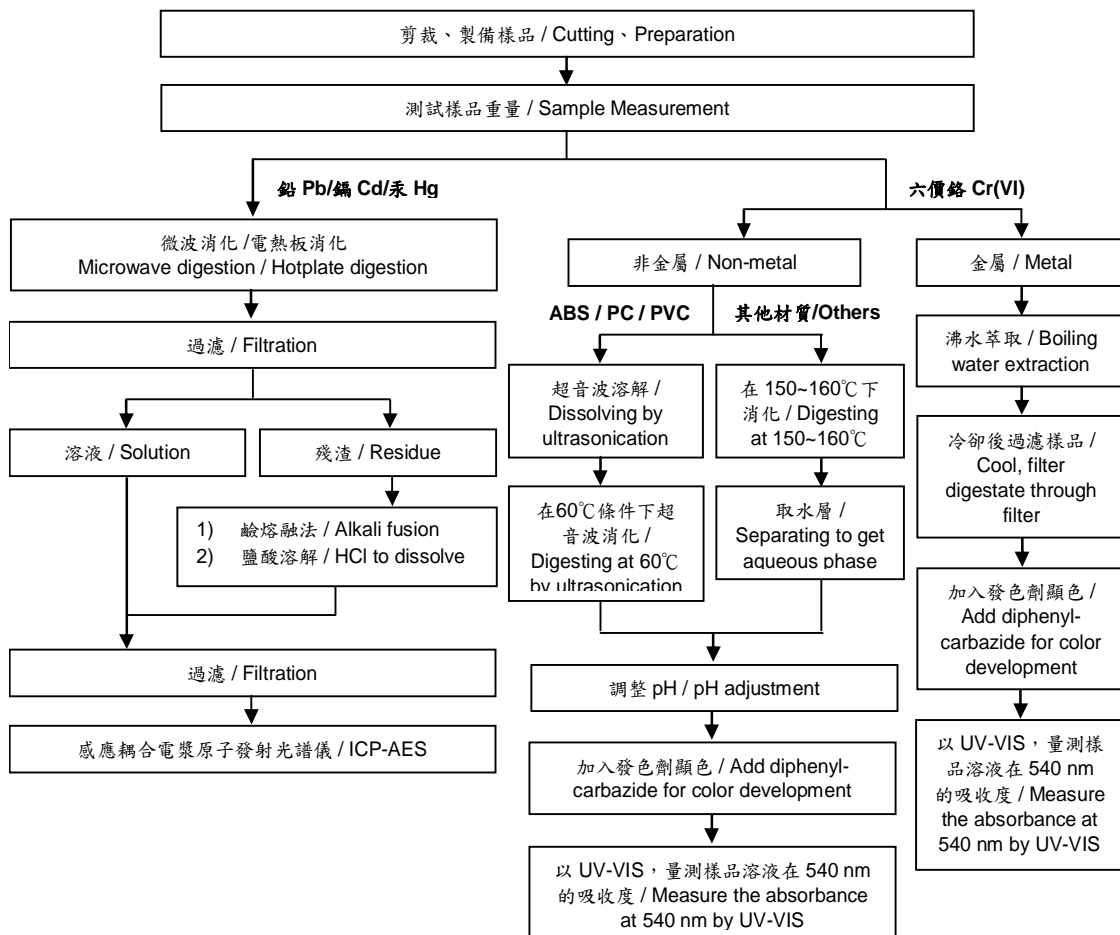 剪裁、製備樣品 / Cutting、Preparation
測試樣品重量 / Sample Measurement
鉛 Pb/鎘 Cd/汞 Hg
微波消化 /電熱板消化
Microwave digestion / Hotplate digestion
過濾 / Filtration
溶液 / Solution
殘渣 / Residue
1) 鹼熔融法 / Alkali fusion
2) 鹽酸溶解 / HCl to dissolve
過濾 / Filtration
感應耦合電漿原子發射光譜儀 / ICP-AES
六價鉻 Cr(VI)
非金屬 / Non-metal
ABS / PC / PVC
超音波溶解 /
Dissolving by
ultrasonication
在60℃條件下超
音波消化 /
Digesting at 60℃
by ultrasonication
其他材質/Others
在 150~160℃下
消化 / Digesting
at 150~160℃
取水層 /
Separating to get
aqueous phase
調整 pH / pH adjustment
加入發色劑顯色 / Add diphenyl-
carbazide for color development
以 UV-VIS，量測樣品溶液在 540 nm
的吸收度 / Measure the absorbance
at 540 nm by UV-VIS
金屬 / Metal
沸水萃取 / Boiling
water extraction
冷卻後過濾樣品 /
Cool, filter
digestate through
filter
加入發色劑顯色 /
Add diphenyl-
carbazide for color
development
以 UV-VIS，量測樣
品溶液在 540 nm
的吸收度 / Measure
the absorbance at
540 nm by UV-VIS